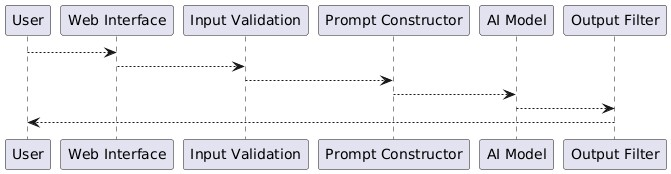 User Web Interface Input Validation Prompt Constructor AI Model Output Filter
User Web Interface Input Validation Prompt Constructor AI Model Output Filter